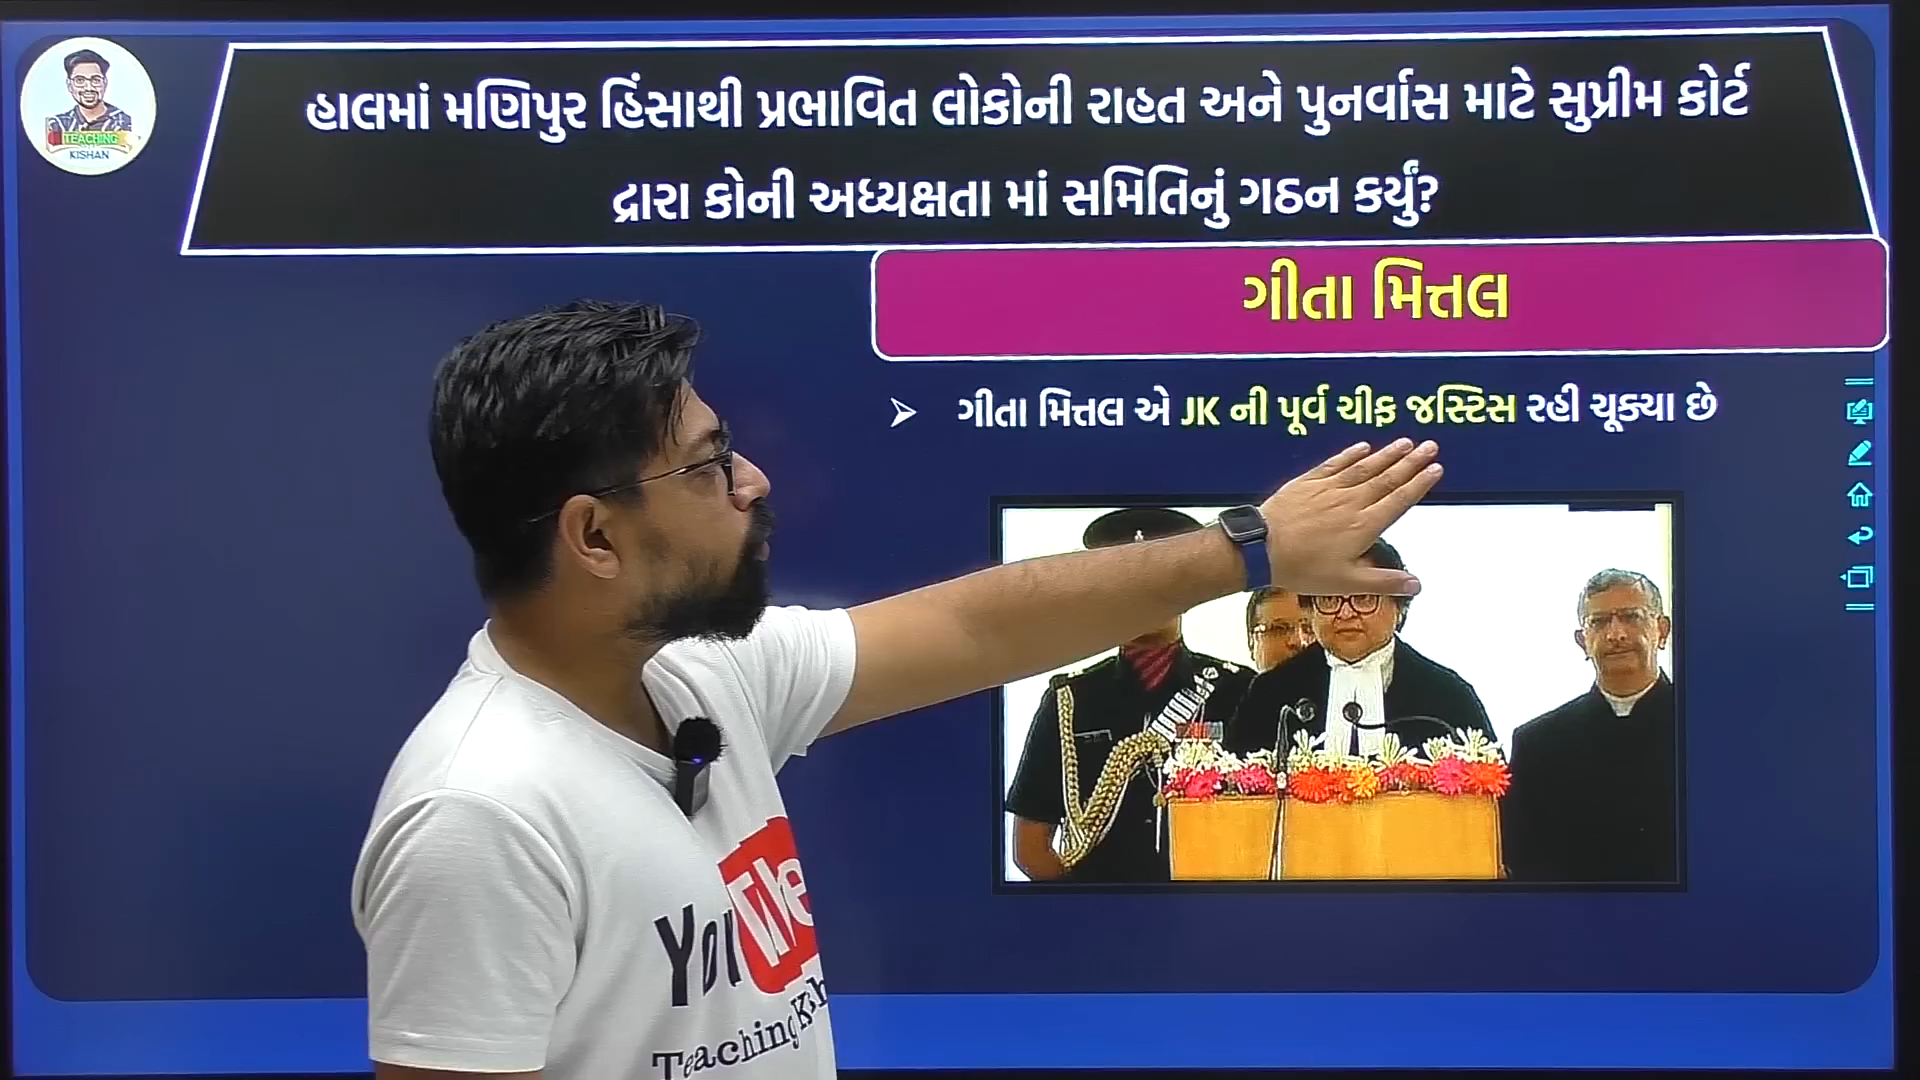 TEACHING
KISHAN
હાલમાં મણિપુર હિંસાથી પ્રભાવિત લોકોની રાહત અને પુનર્વાસ માટે સુપ્રીમ કોર્ટ
દ્રારા કોની અધ્યક્ષતા માં સમિતિનું ગઠન કર્યું?
ગીતા મિત્તલ
➢ ગીતા મિત્તલ એ JK ની પૂર્વ ચીફ જસ્ટિસ રહી ચૂક્યા છે
Teaching